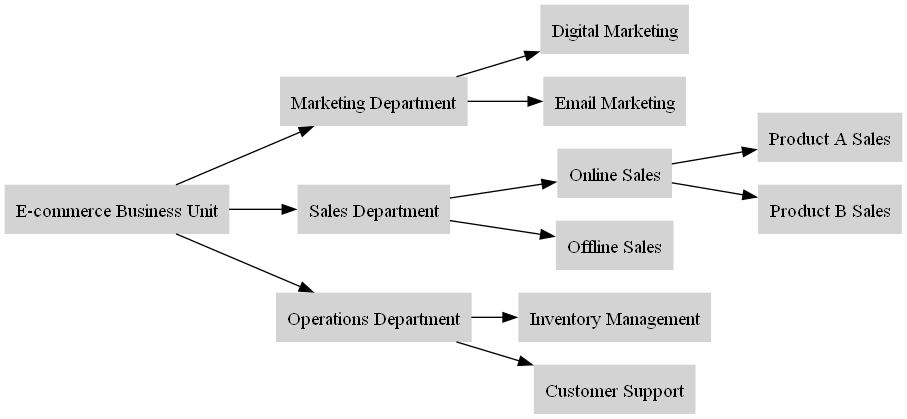 E-commerce Business Unit
Marketing Department
Digital Marketing
Email Marketing
Sales Department
Online Sales
Product A Sales
Product B Sales
Offline Sales
Operations Department
Inventory Management
Customer Support